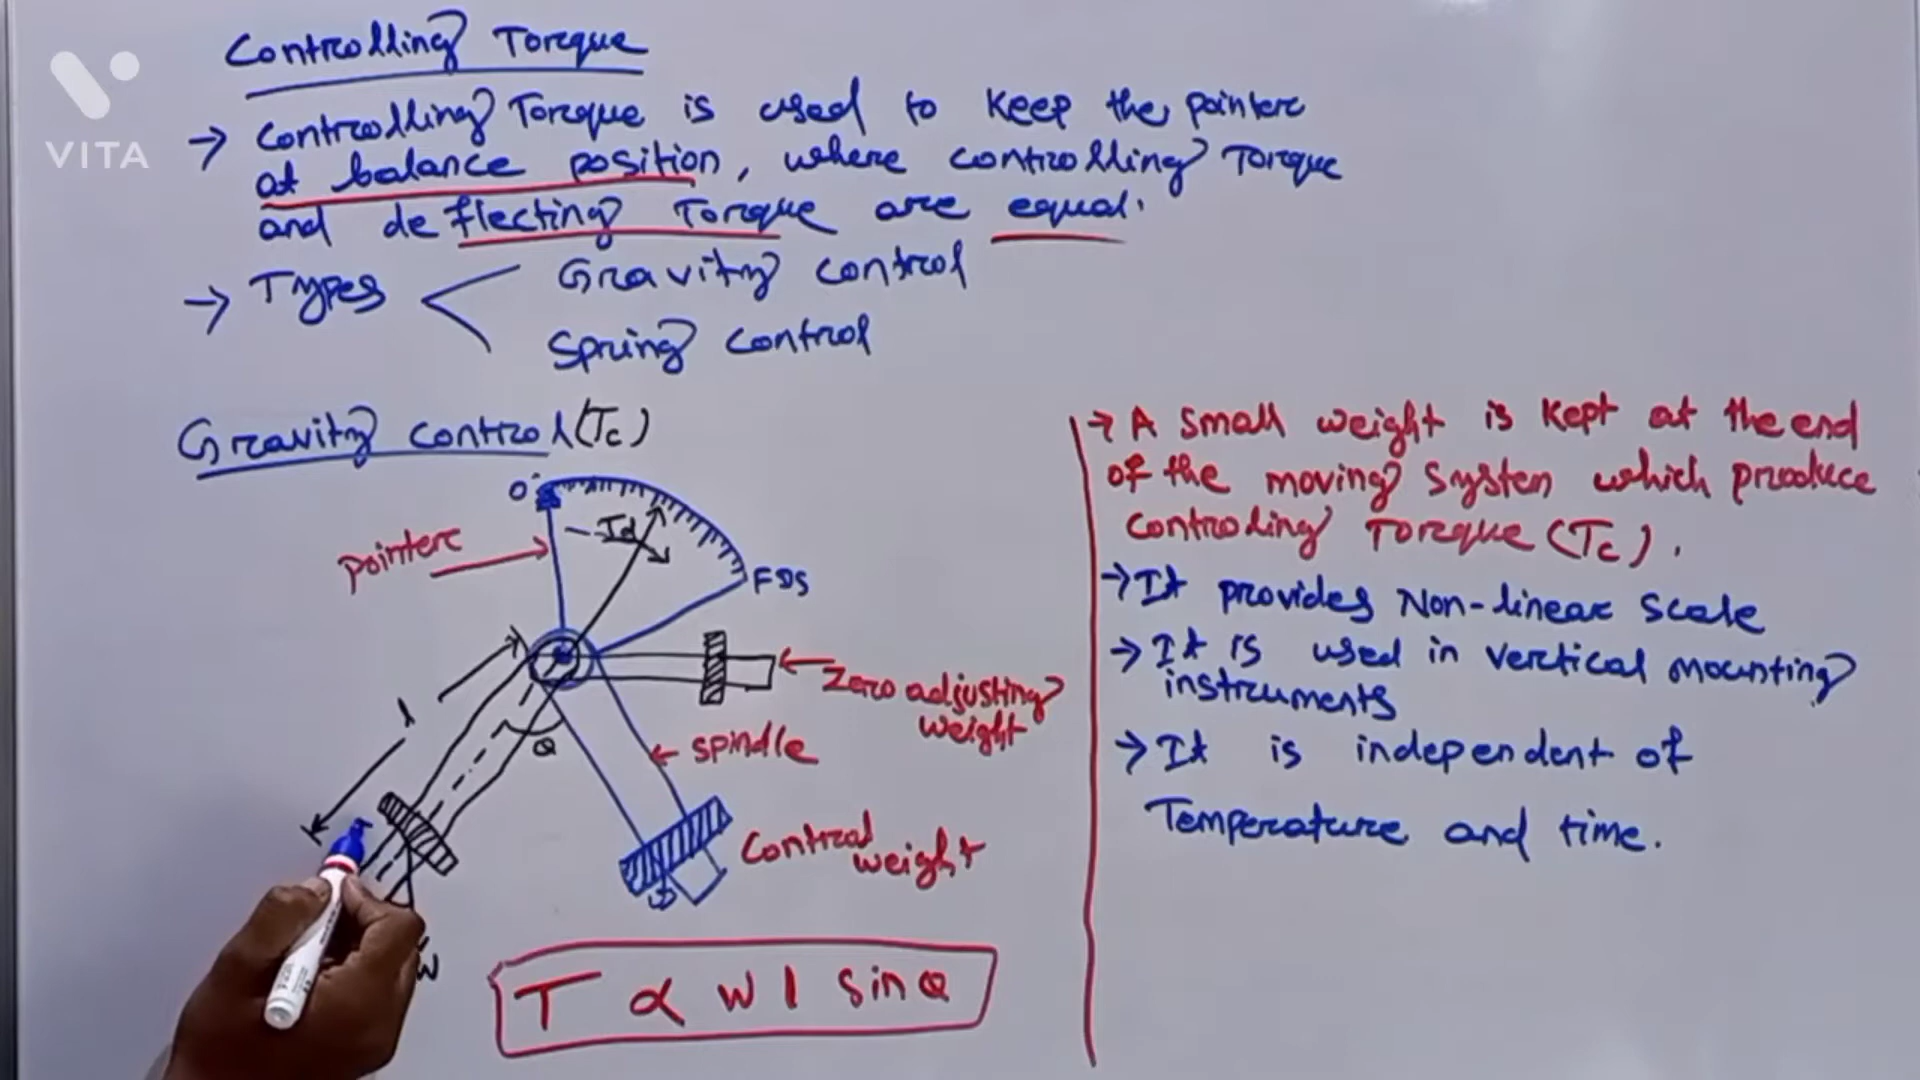 VITA
Controlling Torque
→ Controlling Torque is used to keep the pointer
at balance position, where controlling Torque
and deflecting Torque are equal.
→ Types
Gravity control
Spring control
Gravity control (Tc)
0
Td
Pointer
FDS
Zero adjusting
weight
l
θ
← spindle
Control
weight
W
T ∝ W l sin θ
→ A small weight is kept at the end
of the moving system which produce
controling Torque (Tc).
→ It provides Non-linear scale
→ It is used in vertical mounting
instruments
→ It is independent of
Temperature and time.